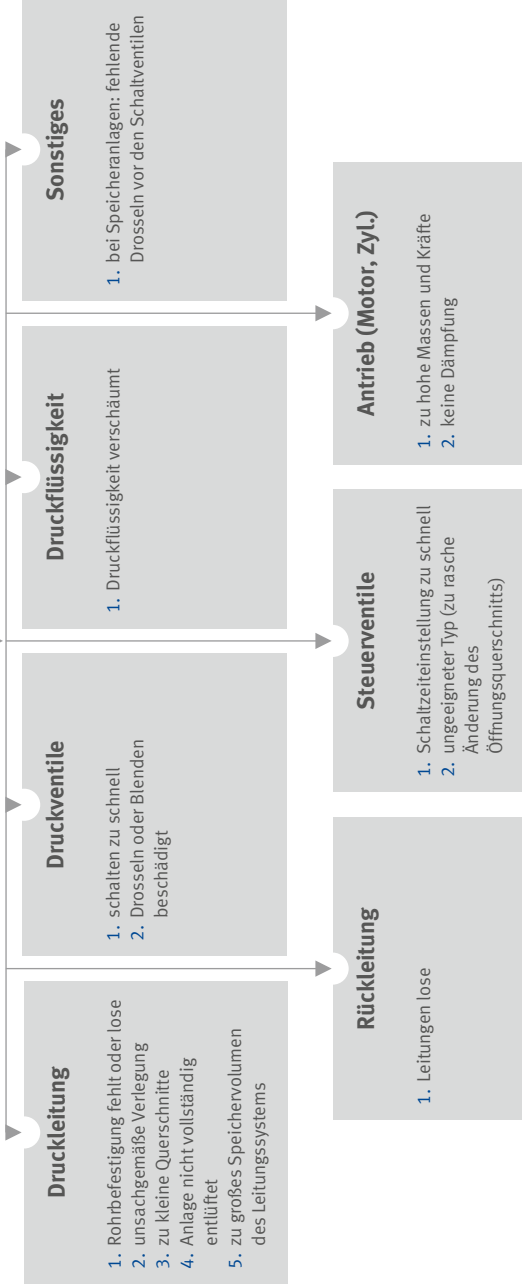 Druckleitung
1. Rohrbefestigung fehlt oder lose
2. unsachgemäße Verlegung
3. zu kleine Querschnitte
4. Anlage nicht vollständig
entlüftet
5. zu großes Speichervolumen
des Leitungssystems
Druckventile
1. schalten zu schnell
2. Drosseln oder Blenden
beschädigt
Druckflüssigkeit
1. Druckflüssigkeit verschäumt
Sonstiges
1. bei Speicheranlagen: fehlende
Drosseln vor den Schaltventilen
Rückleitung
1. Leitungen lose
Steuerventile
1. Schaltzeiteinstellung zu schnell
2. ungeeigneter Typ (zu rasche
Änderung des
Öffnungsquerschnitts)
Antrieb (Motor, Zyl.)
1. zu hohe Massen und Kräfte
2. keine Dämpfung